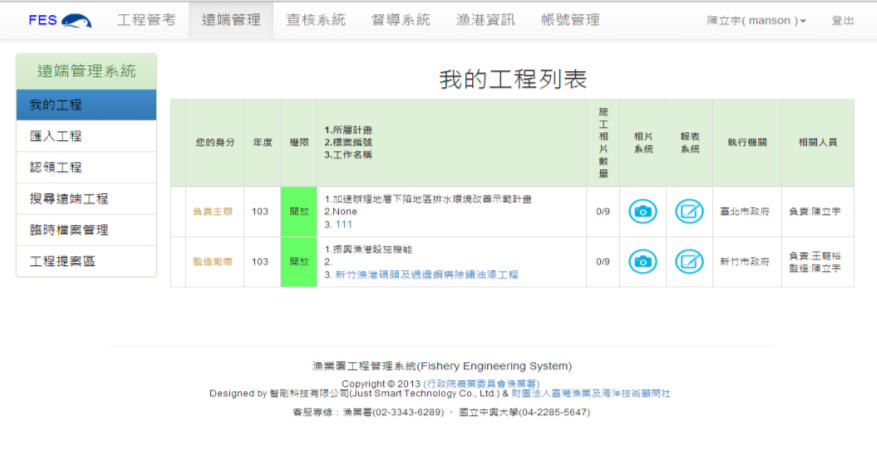 FES 工程管考 遠端管理 查核系統 督導系統 漁港資訊 帳號管理 陳立宇( manson ) 登出
遠端管理系統
我的工程
匯入工程
認領工程
搜尋遠端工程
臨時檔案管理
工程提案區
我的工程列表
您的身分 年度 權限 1.所屬計畫 2.標案編號 3.工作名稱 施工相片數量 相片系統 報表系統 執行機關 相關人員
負責主辦 103 開放 1.加速辦理地層下陷地區排水環境改善示範計畫 0/9 臺北市政府 負責:陳立宇
2.None
3. 111
監造廠商 103 開放 1.振興漁港設施機能 0/9 新竹市政府 負責:王龍裕
2. 監造:陳立宇
3. 新竹漁港碼頭及週邊鋼構除鏽油漆工程
漁業署工程管理系統(Fishery Engineering System)
Copyright © 2013 (行政院農業委員會漁業署)
Designed by 智剛科技有限公司(Just Smart Technology Co., Ltd.) & 財團法人臺灣漁業及海洋技術顧問社
客服專線：漁業署(02-3343-6289) 、 國立中興大學(04-2285-5647)